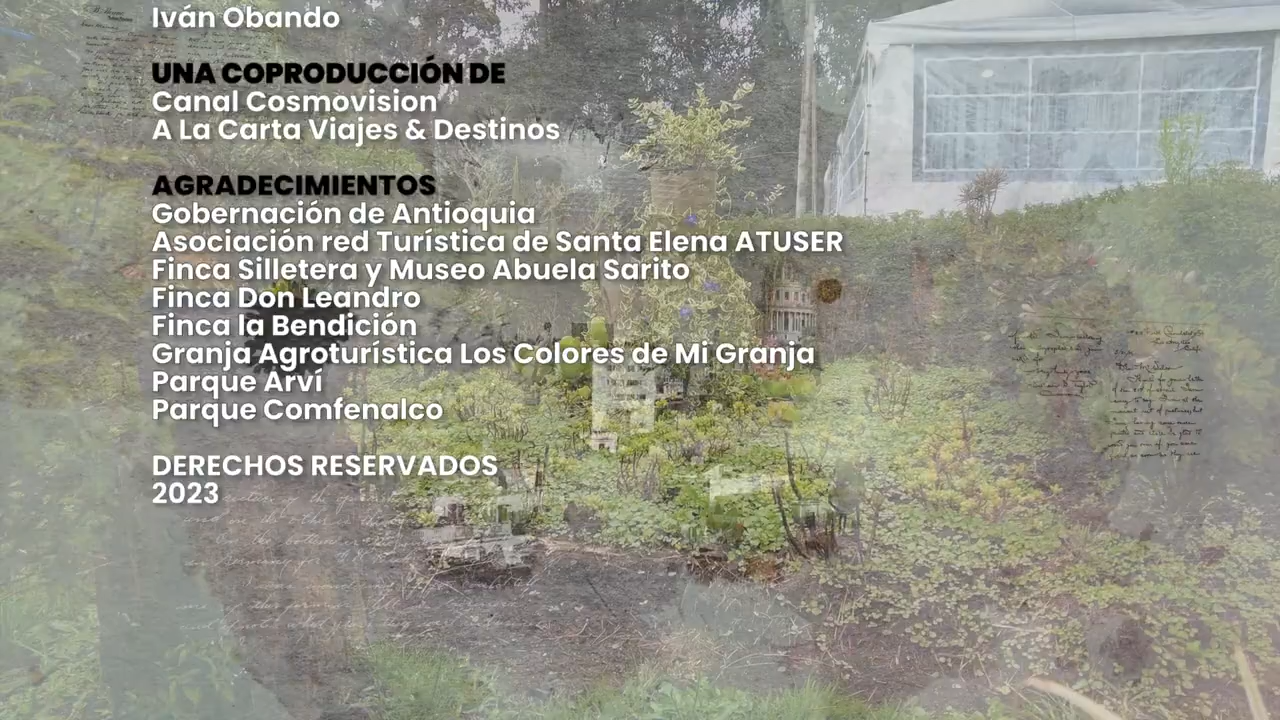 Iván Obando
UNA COPRODUCCIÓN DE
Canal Cosmovision
A La Carta Viajes & Destinos
AGRADECIMIENTOS
Gobernación de Antioquia
Asociación red Turística de Santa Elena ATUSER
Finca Silletera y Museo Abuela Sarito
Finca Don Leandro
Finca la Bendición
Granja Agroturística Los Colores de Mi Granja
Parque Arví
Parque Comfenalco
DERECHOS RESERVADOS
2023